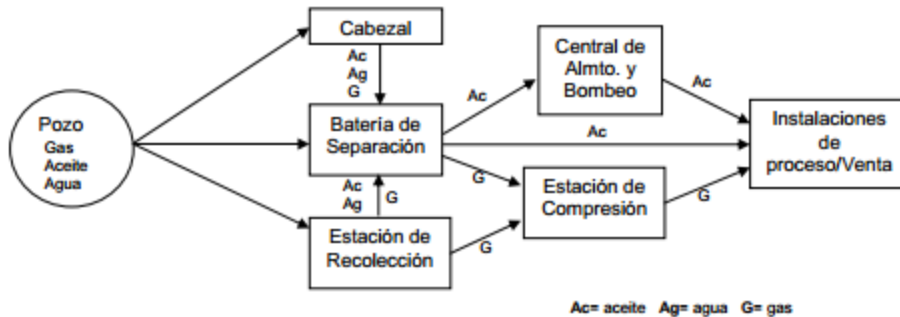 Cabezal
Ac
Ag
G
Pozo
Gas
Aceite
Agua
Batería de
Separación
Ac
Central de
Almto. y
Bombeo
Ac
Ac
Instalaciones
de
proceso/Venta
Ac
Ag
G
G
Estación de
Compresión
G
Estación de
Recolección
G
Ac= aceite Ag= agua G= gas